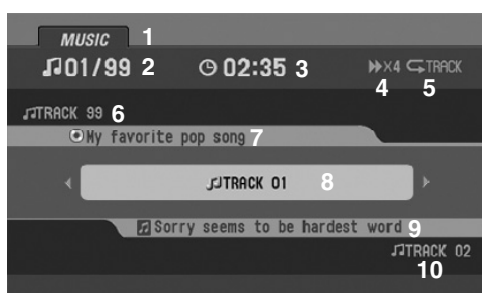 MUSIC 1
♫01/99 2 02:35 3 ×4 TRACK
4 5
♫TRACK 99 6
My favorite pop song 7
♫TRACK 01 8
Sorry seems to be hardest word 9
♫TRACK 02
10